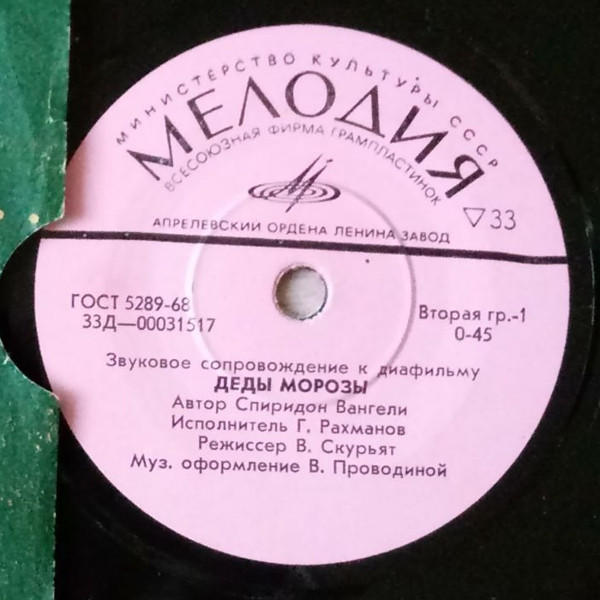 МИНИСТЕРСТВО КУЛЬТУРЫ СССР
МЕЛОДИЯ
ВСЕСОЮЗНАЯ ФИРМА ГРАМПЛАСТИНОК
▽33
АПРЕЛЕВСКИЙ ОРДЕНА ЛЕНИНА ЗАВОД
ГОСТ 5289-68
33Д—00031517
Вторая гр.-1
0-45
Звуковое сопровождение к диафильму
ДЕДЫ МОРОЗЫ
Автор Спиридон Вангели
Исполнитель Г. Рахманов
Режиссер В. Скурьят
Муз. оформление В. Проводиной